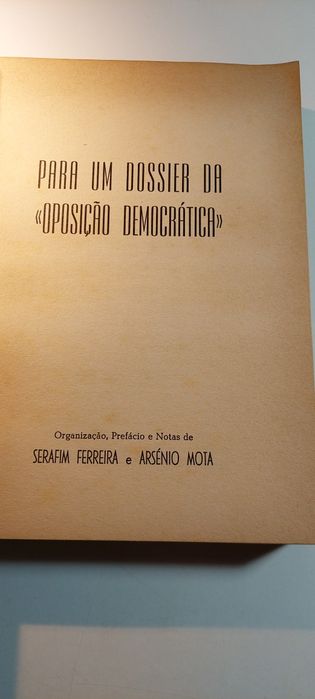 PARA UM DOSSIER DA
«OPOSIÇÃO DEMOCRÁTICA»
Organização, Prefácio e Notas de
SERAFIM FERREIRA e ARSÉNIO MOTA